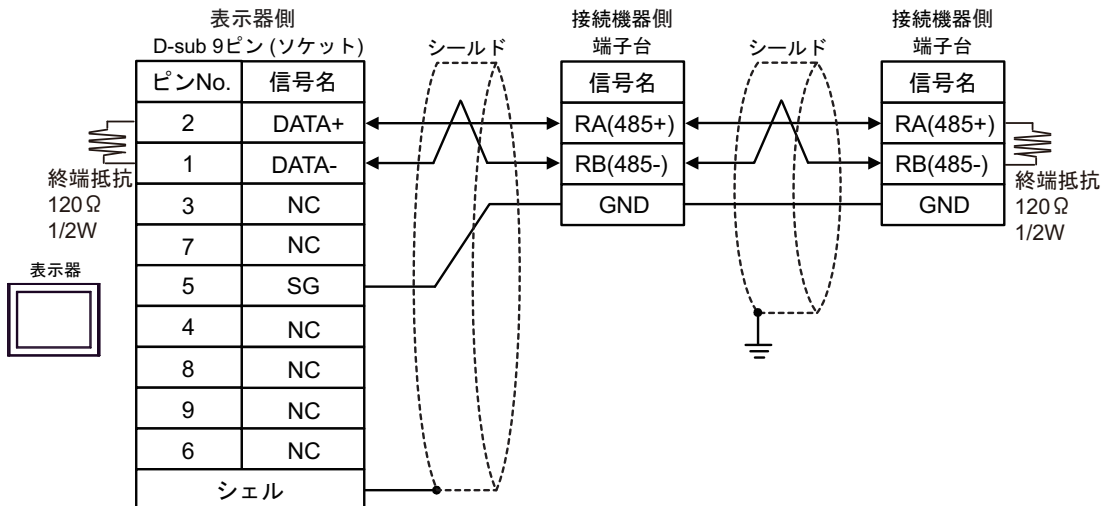 表示器側
D-sub 9ピン (ソケット)
ピンNo. 信号名
2 DATA+
1 DATA-
3 NC
7 NC
5 SG
4 NC
8 NC
9 NC
6 NC
シェル
終端抵抗
120Ω
1/2W
表示器
シールド
接続機器側
端子台
信号名
RA(485+)
RB(485-)
GND
シールド
接続機器側
端子台
信号名
RA(485+)
RB(485-)
GND
終端抵抗
120Ω
1/2W